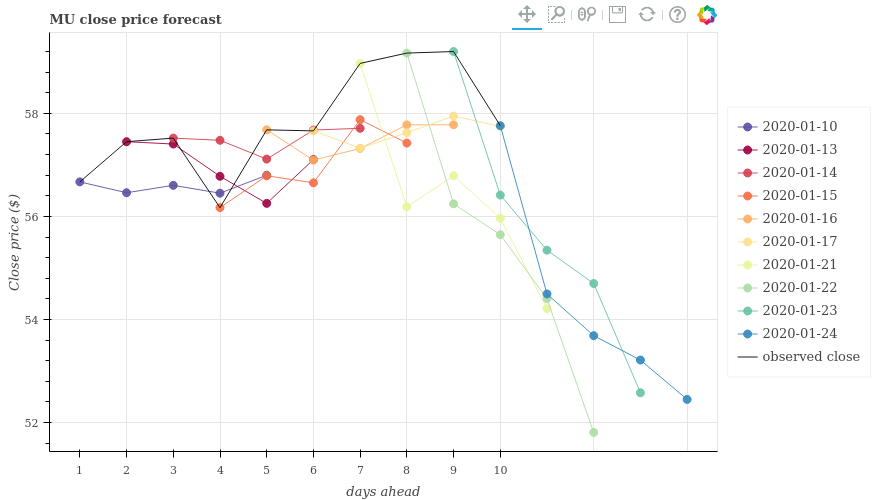 MU close price forecast
58
56
54
52
Close price ($)
1 2 3 4 5 6 7 8 9 10
days ahead
2020-01-10
2020-01-13
2020-01-14
2020-01-15
2020-01-16
2020-01-17
2020-01-21
2020-01-22
2020-01-23
2020-01-24
observed close